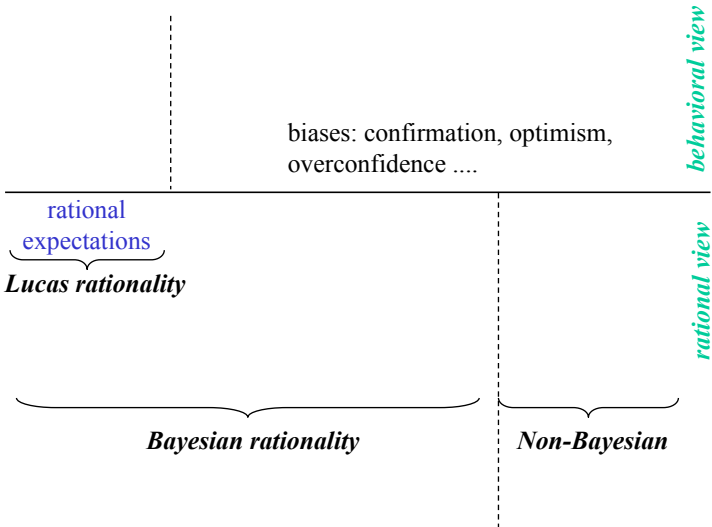 behavioral view
biases: confirmation, optimism,
overconfidence ....
rational
expectations
Lucas rationality
rational view
Bayesian rationality
Non-Bayesian